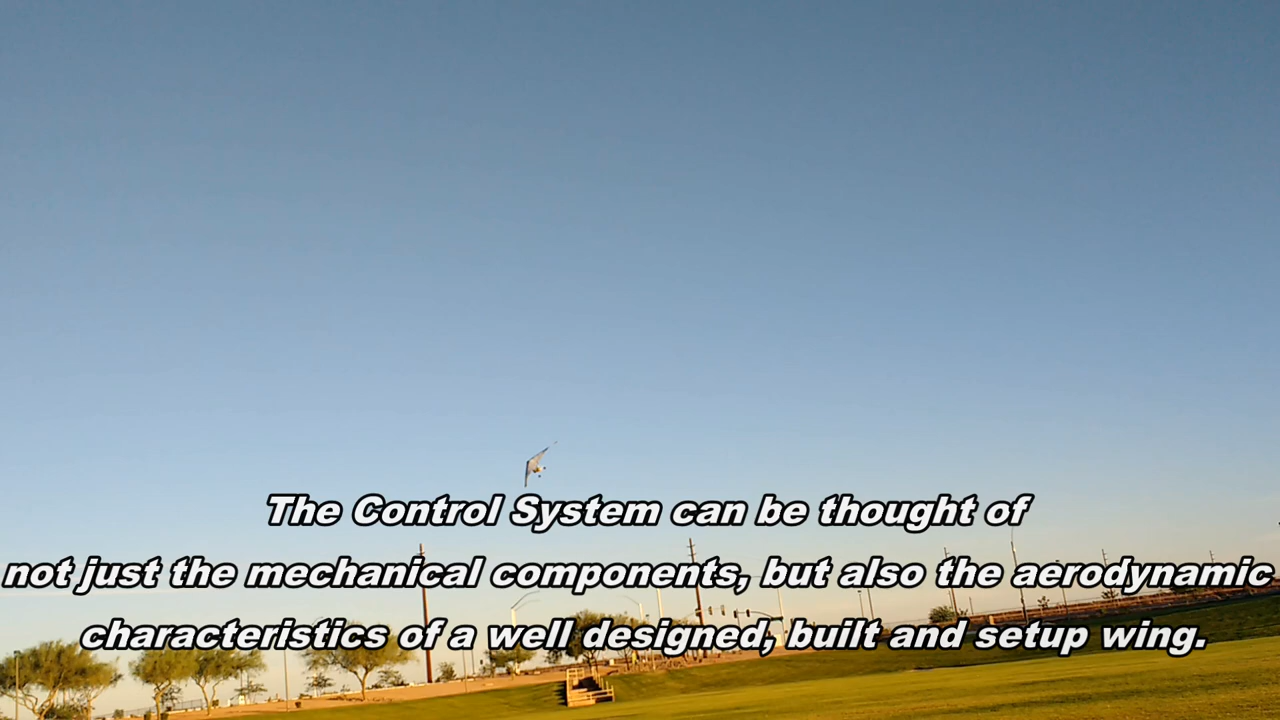 The Control System can be thought of
not just the mechanical components, but also the aerodynamic
characteristics of a well designed, built and setup wing.